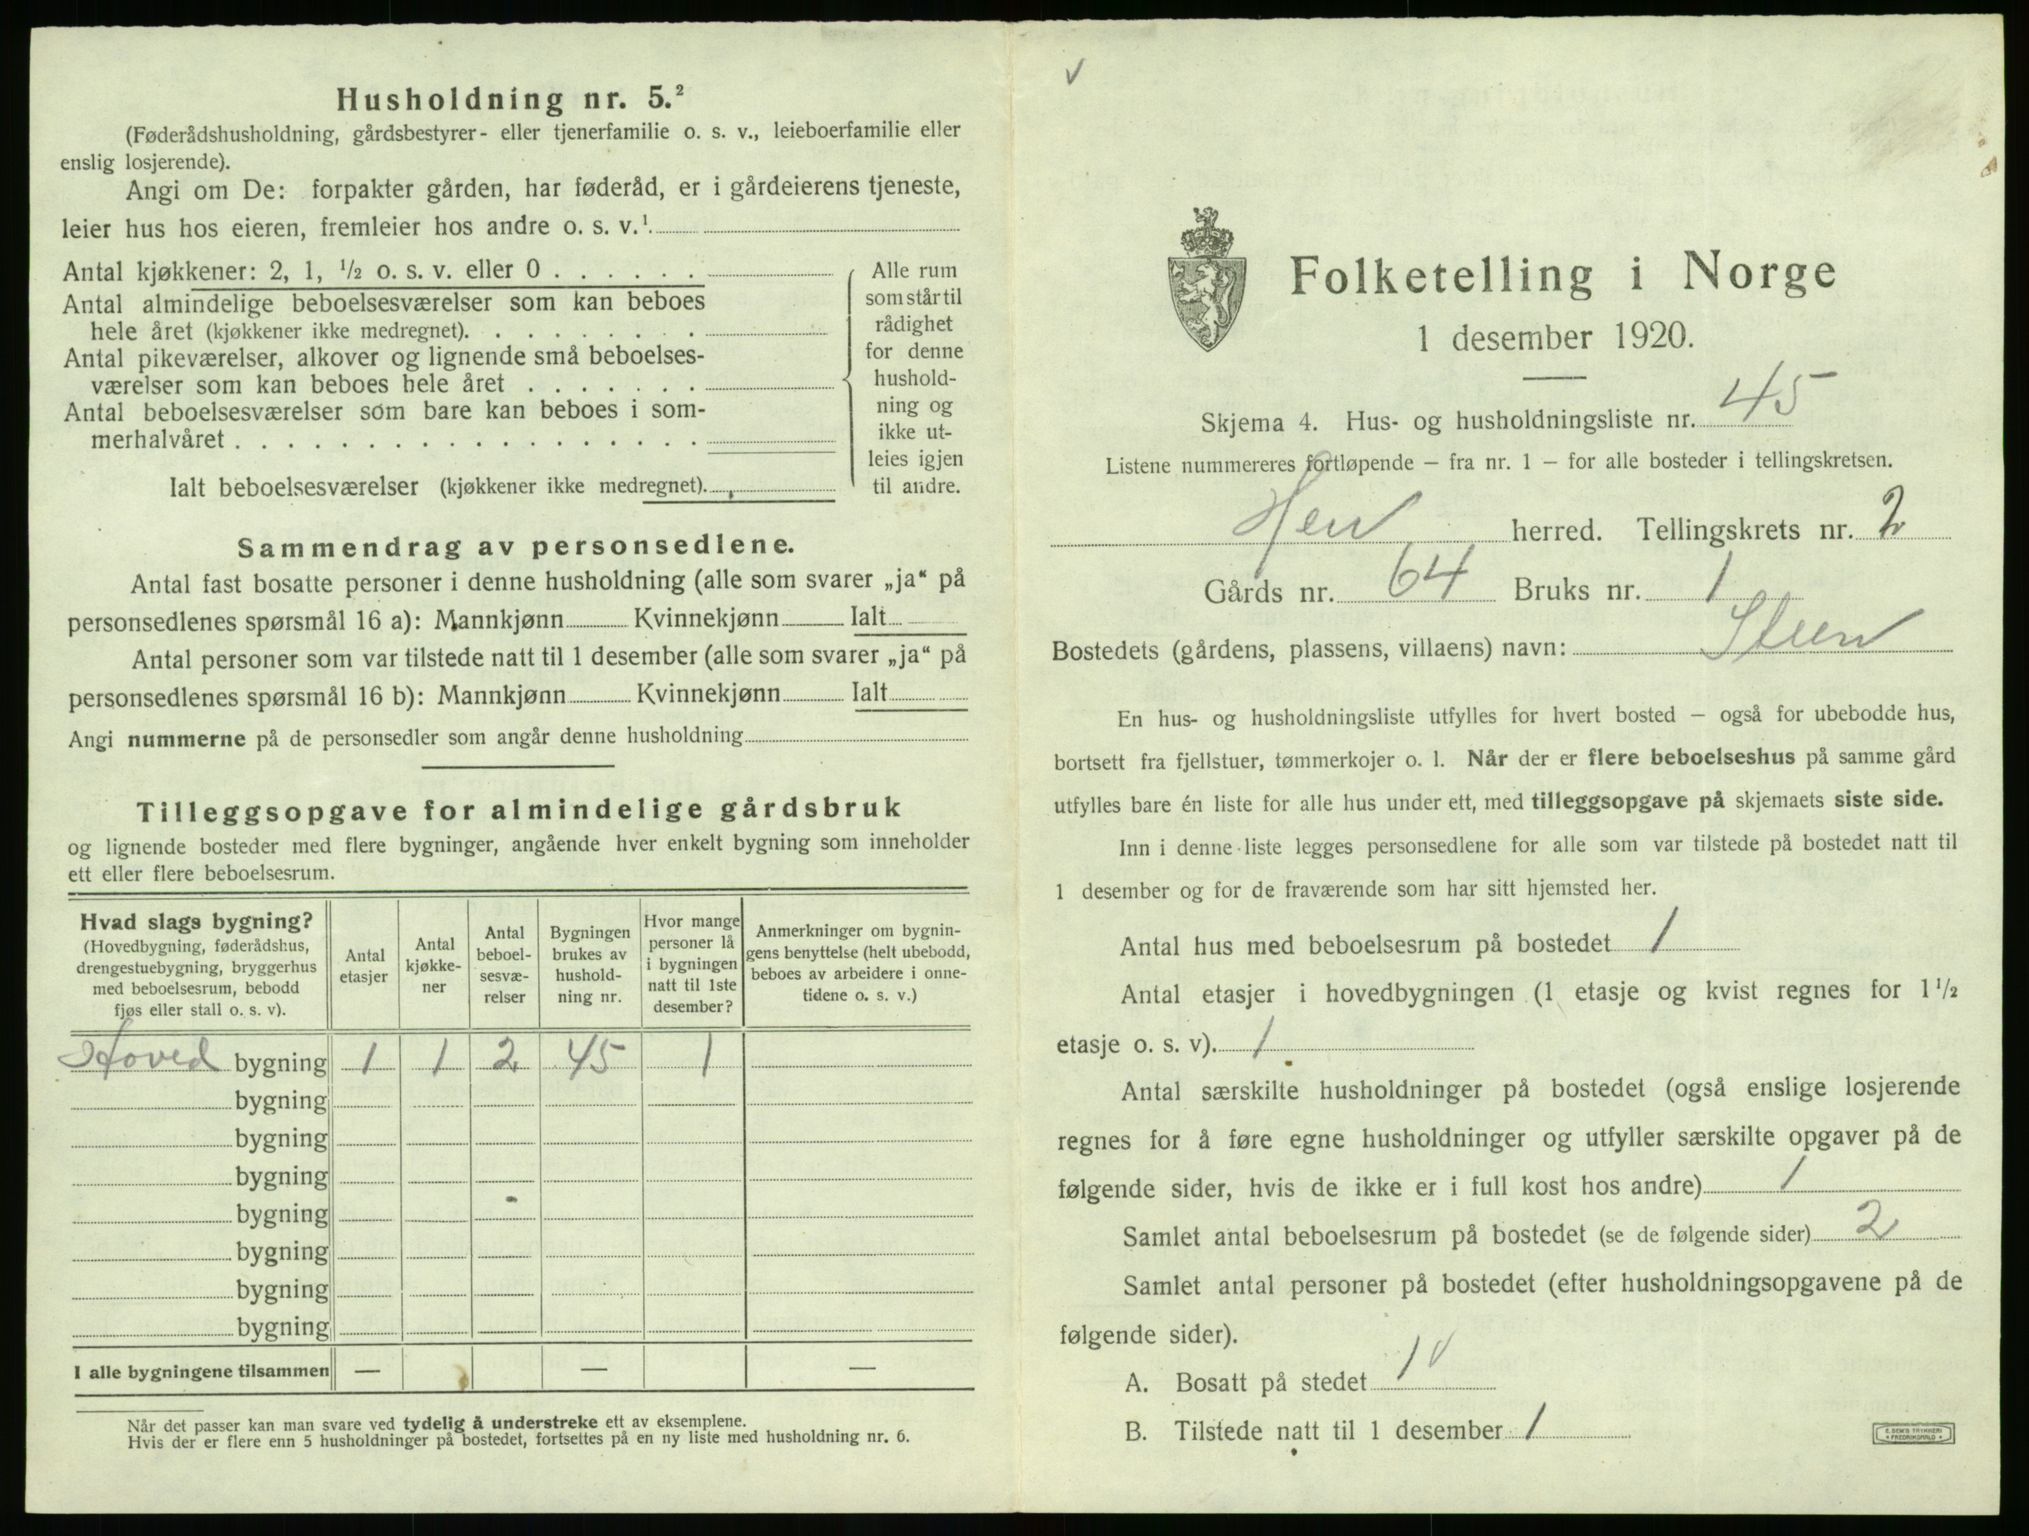 Husholdning nr. 5.²
(Føderådshusholdning, gårdsbestyrer- eller tjenerfamilie o. s. v., leieboerfamilie eller
enslig losjerende).
Angi om De: forpakter gården, har føderåd, er i gårdeierens tjeneste,
leier hus hos eieren, fremleier hos andre o. s. v.¹
Antal kjøkkener: 2, 1, ½ o. s. v. eller 0
Antal almindelige beboelsesværelser som kan beboes
hele året (kjøkkener ikke medregnet).
Antal pikeværelser, alkover og lignende små beboelses-
værelser som kan beboes hele året
Antal beboelsesværelser som bare kan beboes i som-
merhalvåret
Ialt beboelsesværelser (kjøkkener ikke medregnet).
Alle rum
som står til
rådighet
for denne
hushold-
ning og
ikke ut-
leies igjen
til andre.
Sammendrag av personsedlene.
Antal fast bosatte personer i denne husholdning (alle som svarer „ja“ på
personsedlenes spørsmål 16 a): Mannkjønn Kvinnekjønn Ialt
Antal personer som var tilstede natt til 1 desember (alle som svarer „ja“ på
personsedlenes spørsmål 16 b): Mannkjønn Kvinnekjønn Ialt
Angi nummerne på de personsedler som angår denne husholdning
Tilleggsopgave for almindelige gårdsbruk
og lignende bosteder med flere bygninger, angående hver enkelt bygning som inneholder
ett eller flere beboelsesrum.
Hvad slags bygning?
(Hovedbygning, føderådshus,
drengestuebygning, bryggerhus
med beboelsesrum, bebodd
fjøs eller stall o. s. v).
Antal
etasjer
Antal
kjøkke-
ner
Antal
beboel-
sesvæ-
relser
Bygningen
brukes av
hushold-
ning nr.
Hvor mange
personer lå
i bygningen
natt til 1ste
desember?
Anmerkninger om bygnin-
gens benyttelse (helt ubebodd,
beboes av arbeidere i onne-
tidene o. s. v.)
Hoved bygning 1 1 2 45 1
bygning
bygning
bygning
bygning
bygning
bygning
bygning
I alle bygningene tilsammen — — —
Når det passer kan man svare ved tydelig å understreke ett av eksemplene.
Hvis der er flere enn 5 husholdninger på bostedet, fortsettes på en ny liste med husholdning nr. 6.
Folketelling i Norge
1 desember 1920.
Skjema 4. Hus- og husholdningsliste nr. 45
Listene nummereres fortløpende — fra nr. 1 — for alle bosteder i tellingskretsen.
Hen herred. Tellingskrets nr. 2
Gårds nr. 64 Bruks nr. 1
Bostedets (gårdens, plassens, villaens) navn: Steen
En hus- og husholdningsliste utfylles for hvert bosted — også for ubebodde hus,
bortsett fra fjellstuer, tømmerkojer o. l. Når der er flere beboelseshus på samme gård
utfylles bare én liste for alle hus under ett, med tilleggsopgave på skjemaets siste side.
Inn i denne liste legges personsedlene for alle som var tilstede på bostedet natt til
1 desember og for de fraværende som har sitt hjemsted her.
Antal hus med beboelsesrum på bostedet 1
Antal etasjer i hovedbygningen (1 etasje og kvist regnes for 1½
etasje o. s. v). 1
Antal særskilte husholdninger på bostedet (også enslige losjerende
regnes for å føre egne husholdninger og utfyller særskilte opgaver på de
følgende sider, hvis de ikke er i full kost hos andre) 1
Samlet antal beboelsesrum på bostedet (se de følgende sider) 2
Samlet antal personer på bostedet (efter husholdningsopgavene på de
følgende sider).
A. Bosatt på stedet 1 v
B. Tilstede natt til 1 desember 1